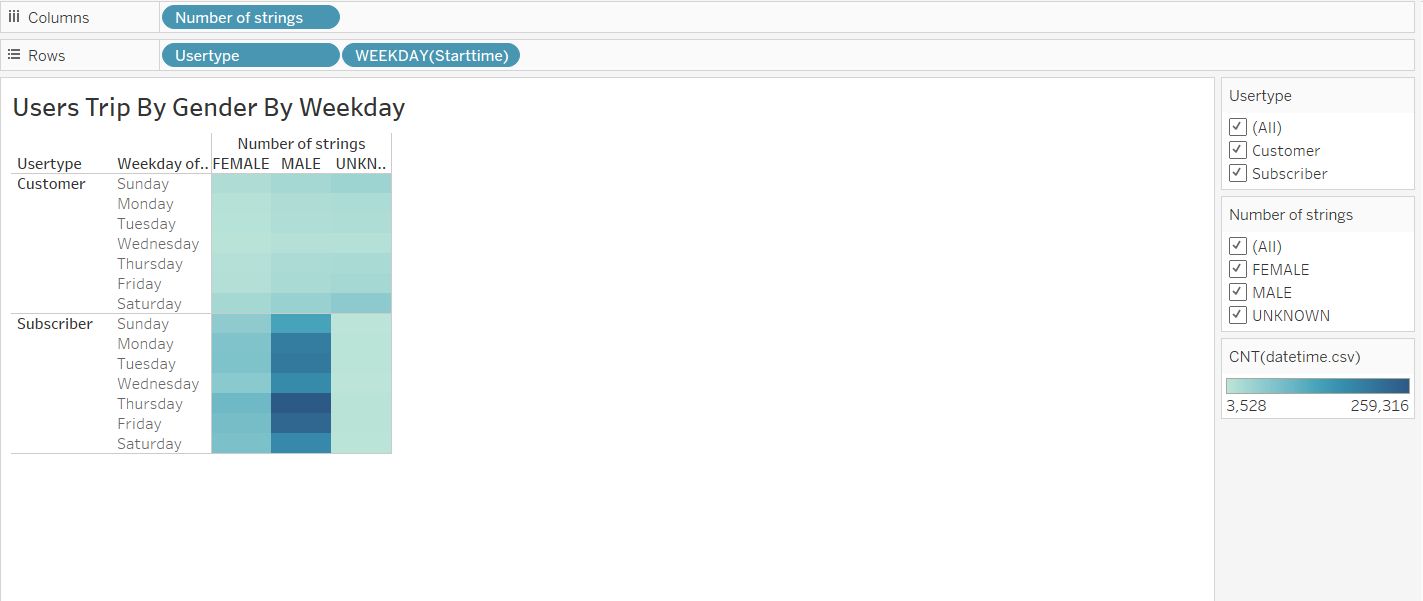 Columns Number of strings
Rows Usertype WEEKDAY(Starttime)
Users Trip By Gender By Weekday
Number of strings
Usertype Weekday of.. FEMALE MALE UNKN..
Customer Sunday
Monday
Tuesday
Wednesday
Thursday
Friday
Saturday
Subscriber Sunday
Monday
Tuesday
Wednesday
Thursday
Friday
Saturday
Usertype
(All)
Customer
Subscriber
Number of strings
(All)
FEMALE
MALE
UNKNOWN
CNT(datetime.csv)
3,528 259,316